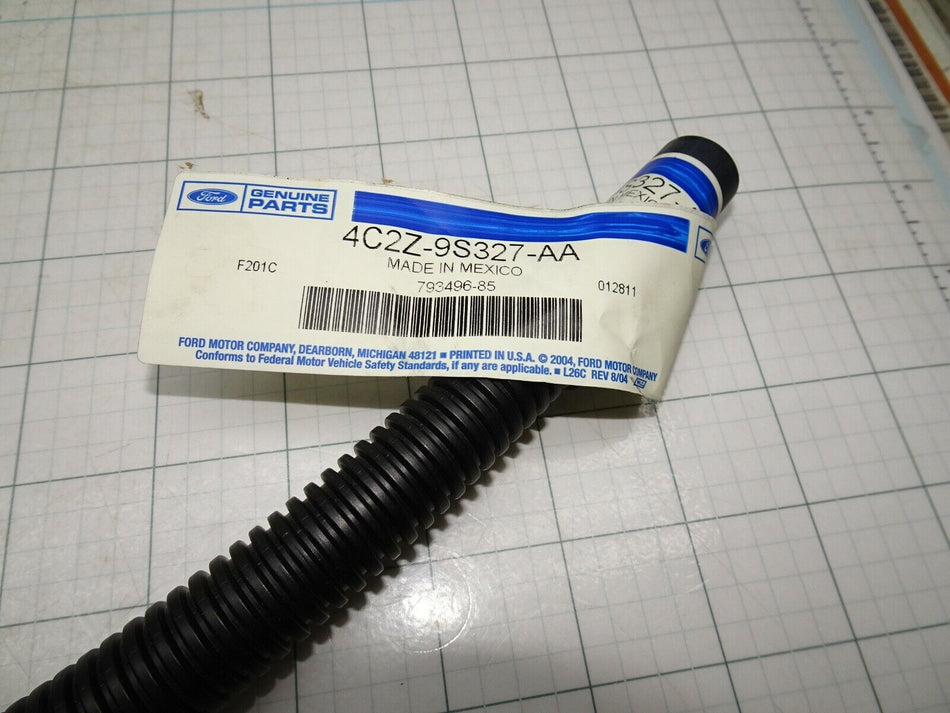 Ford
GENUINE
PARTS
4C2Z-9S327-AA
MADE IN MEXICO
F201C
793496-85
012811
FORD MOTOR COMPANY, DEARBORN, MICHIGAN 48121 ■ PRINTED IN U.S.A. © 2004, FORD MOTOR COMPANY
Conforms to Federal Motor Vehicle Safety Standards, if any are applicable. ■ L26C REV 8/04
327-
MEXICO